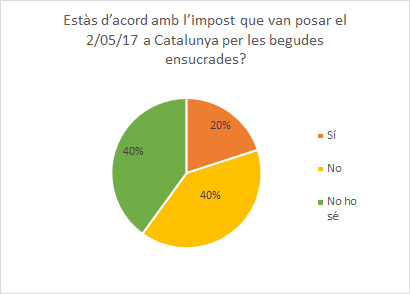 Estàs d'acord amb l'impost que van posar el
2/05/17 a Catalunya per les begudes
ensucrades?
20%
40%
40%
Sí
No
No ho
sé